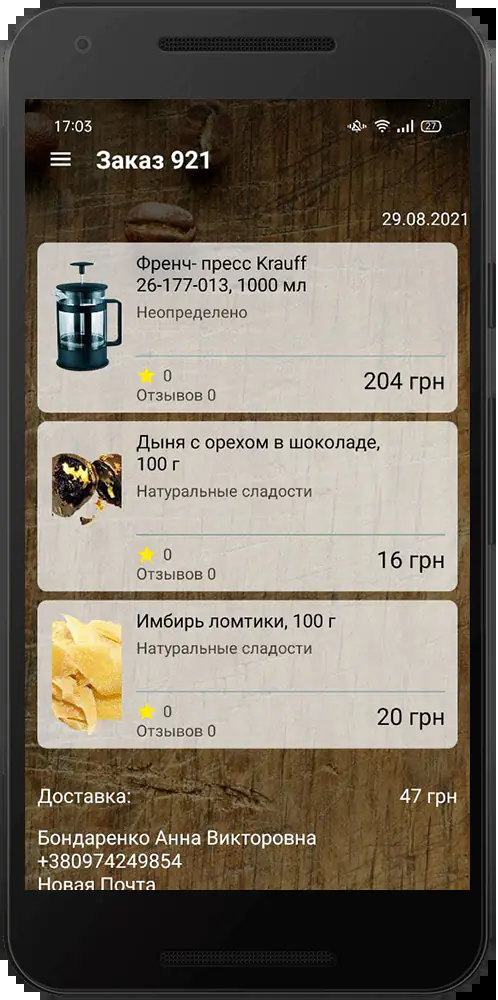 17:03
27
Заказ 921
29.08.2021
Френч- пресс Krauff
26-177-013, 1000 мл
Неопределено
0
Отзывов 0
204 грн
Дыня с орехом в шоколаде,
100 г
Натуральные сладости
0
Отзывов 0
16 грн
Имбирь ломтики, 100 г
Натуральные сладости
0
Отзывов 0
20 грн
Доставка:
47 грн
Бондаренко Анна Викторовна
+380974249854
Новая Почта